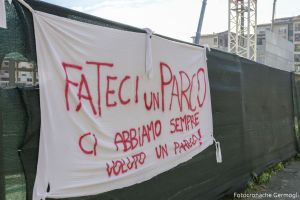 FATECI UN PARCO
CI ABBIAMO SEMPRE
VOLUTO UN PARCO!
Fotocronache Germogli